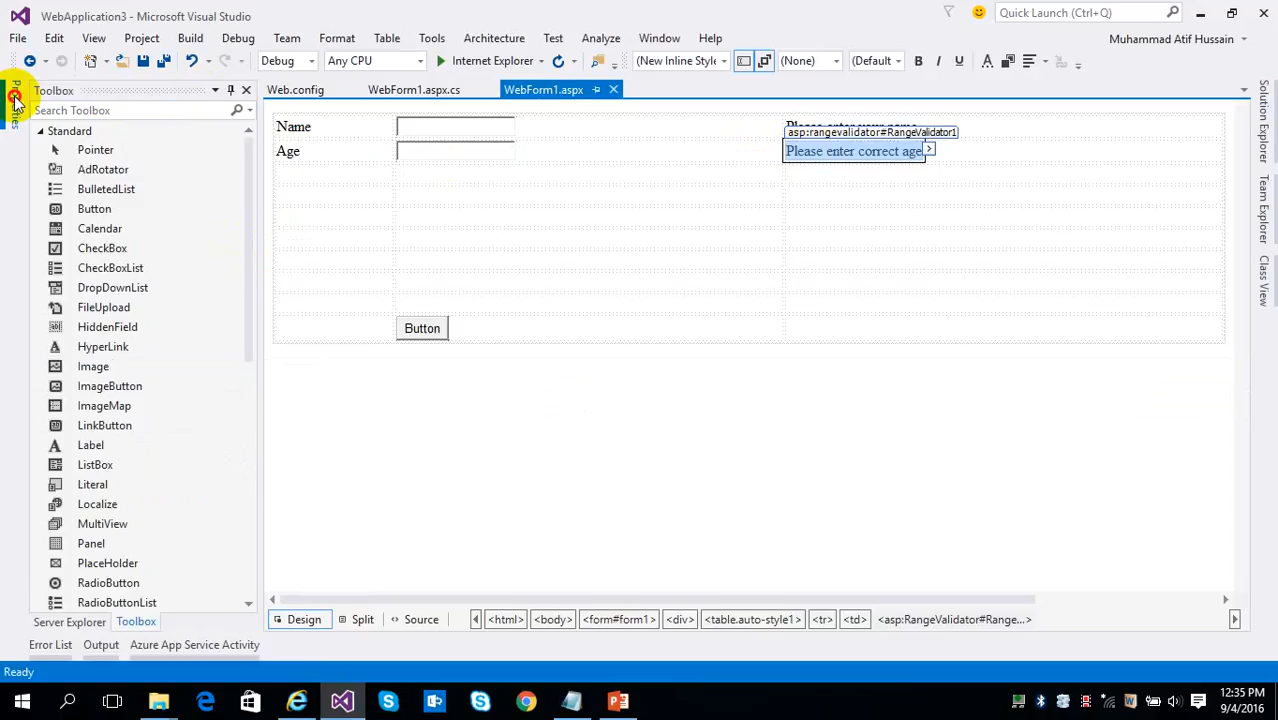 WebApplication3 - Microsoft Visual Studio
Quick Launch (Ctrl+Q)
File Edit View Project Build Debug Team Format Table Tools Architecture Test Analyze Window Help
Muhammad Atif Hussain
Debug Any CPU Internet Explorer (New Inline Style (None) (Default
Properties
Toolbox
Search Toolbox
Standard
Pointer
AdRotator
BulletedList
Button
Calendar
CheckBox
CheckBoxList
DropDownList
FileUpload
HiddenField
HyperLink
Image
ImageButton
ImageMap
LinkButton
Label
ListBox
Literal
Localize
MultiView
Panel
PlaceHolder
RadioButton
RadioButtonList
Server Explorer Toolbox
Web.config WebForm1.aspx.cs WebForm1.aspx
Name Please enter your name
asp:rangevalidator#RangeValidator1
Age Please enter correct age
Button
Design Split Source <html> <body> <form#form1> <div> <table.auto-style1> <tr> <td> <asp:RangeValidator#Range...>
Solution Explorer
Team Explorer
Class View
Error List Output Azure App Service Activity
Ready
12:35 PM
9/4/2016